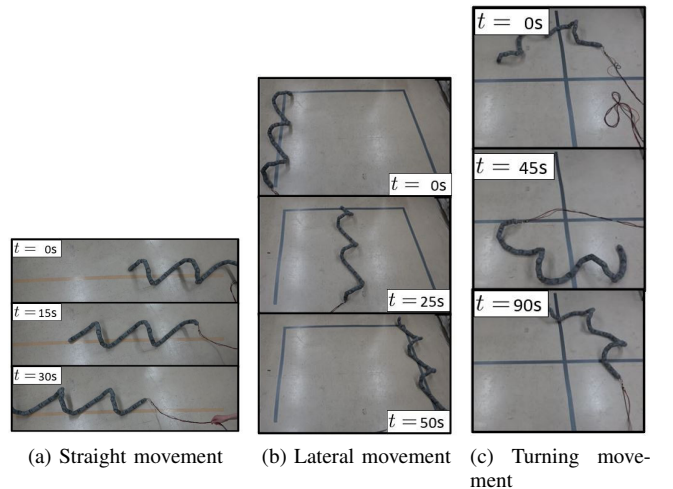 t = 0s
t = 15s
t = 30s
(a) Straight movement
t = 0s
t = 25s
t = 50s
(b) Lateral movement
t = 0s
t = 45s
t = 90s
(c) Turning move-
ment